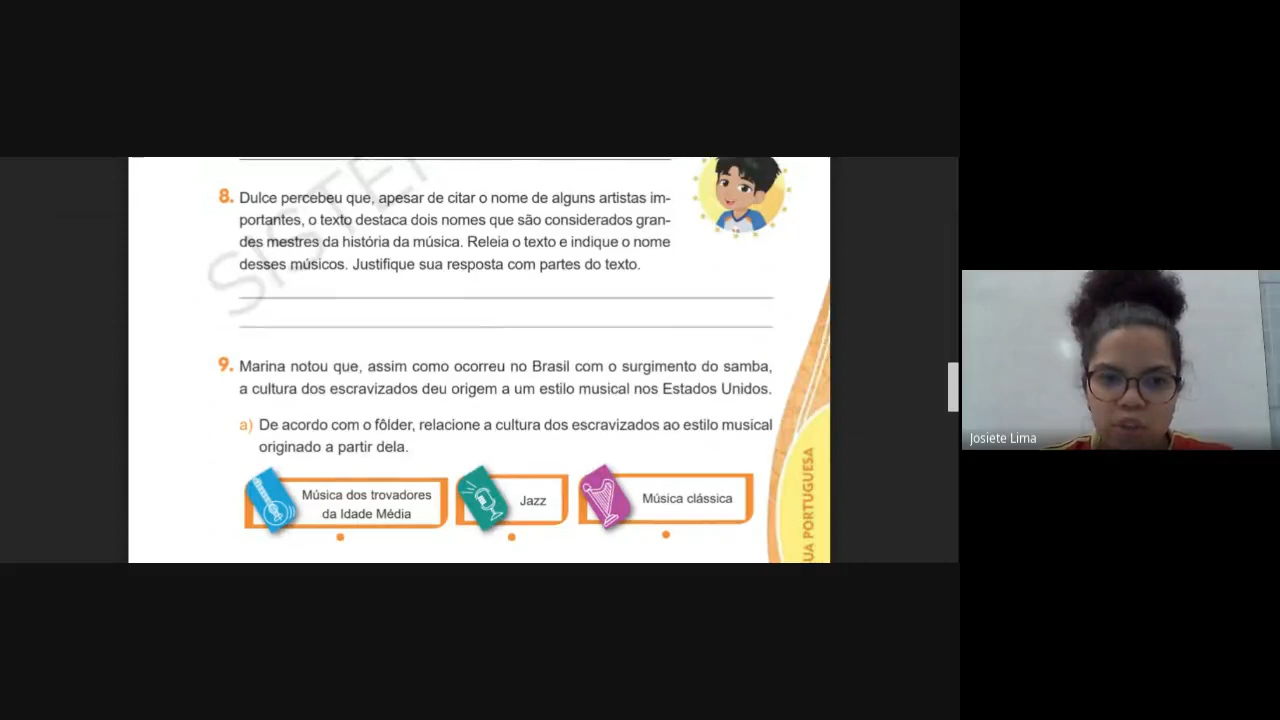 SISTE
8. Dulce percebeu que, apesar de citar o nome de alguns artistas im-
portantes, o texto destaca dois nomes que são considerados gran-
des mestres da história da música. Releia o texto e indique o nome
desses músicos. Justifique sua resposta com partes do texto.
9. Marina notou que, assim como ocorreu no Brasil com o surgimento do samba,
a cultura dos escravizados deu origem a um estilo musical nos Estados Unidos.
a) De acordo com o fôlder, relacione a cultura dos escravizados ao estilo musical
originado a partir dela.
Música dos trovadores
da Idade Média
Jazz
Música clássica
UA PORTUGUESA
Josiete Lima